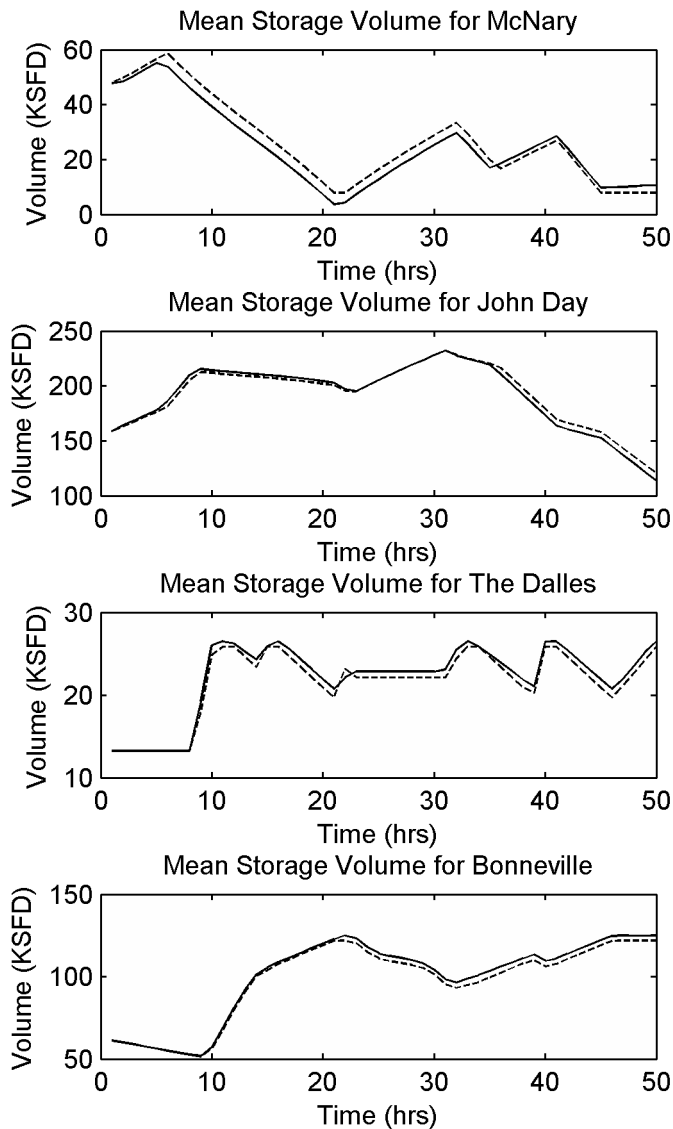 Mean Storage Volume for McNary
Volume (KSFD)
60
40
20
0
0 10 20 30 40 50
Time (hrs)
Mean Storage Volume for John Day
Volume (KSFD)
250
200
150
100
0 10 20 30 40 50
Time (hrs)
Mean Storage Volume for The Dalles
Volume (KSFD)
30
20
10
0 10 20 30 40 50
Time (hrs)
Mean Storage Volume for Bonneville
Volume (KSFD)
150
100
50
0 10 20 30 40 50
Time (hrs)